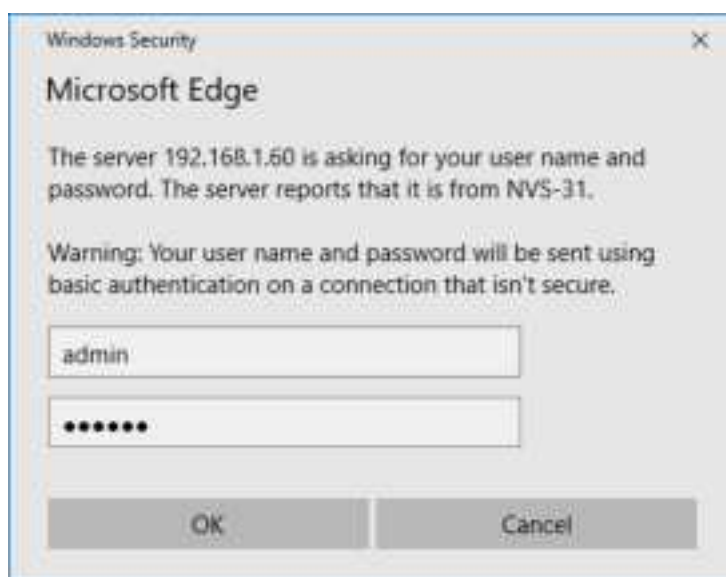 Windows Security
Microsoft Edge
The server 192.168.1.60 is asking for your user name and
password. The server reports that it is from NVS-31.
Warning: Your user name and password will be sent using
basic authentication on a connection that isn't secure.
admin
••••••
OK
Cancel